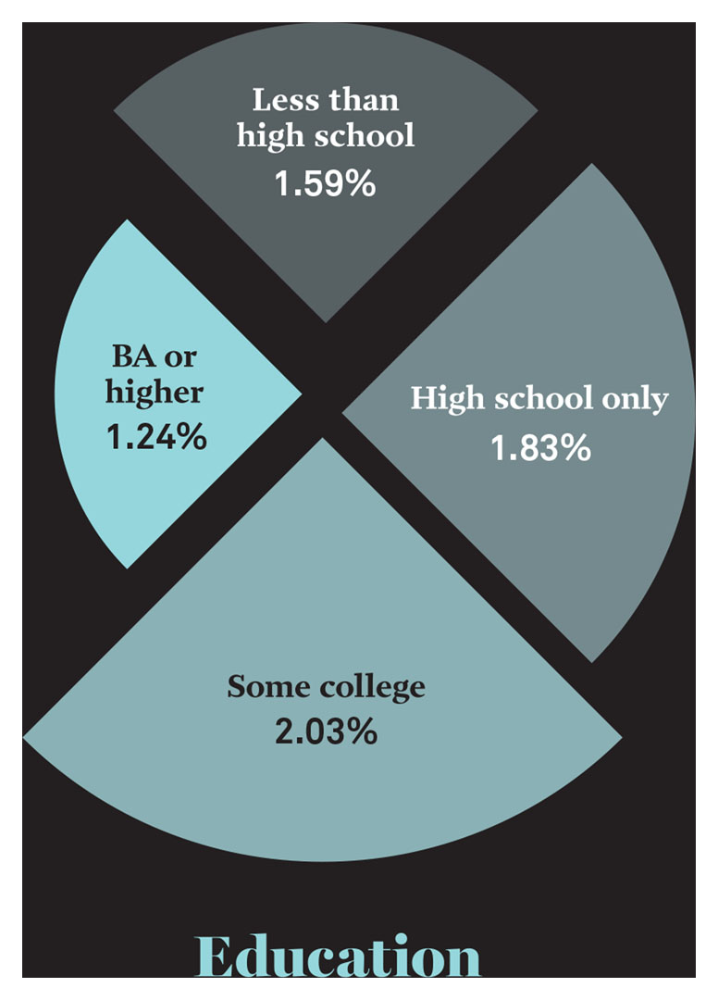 Less than
high school
1.59%
BA or
higher
1.24%
High school only
1.83%
Some college
2.03%
Education